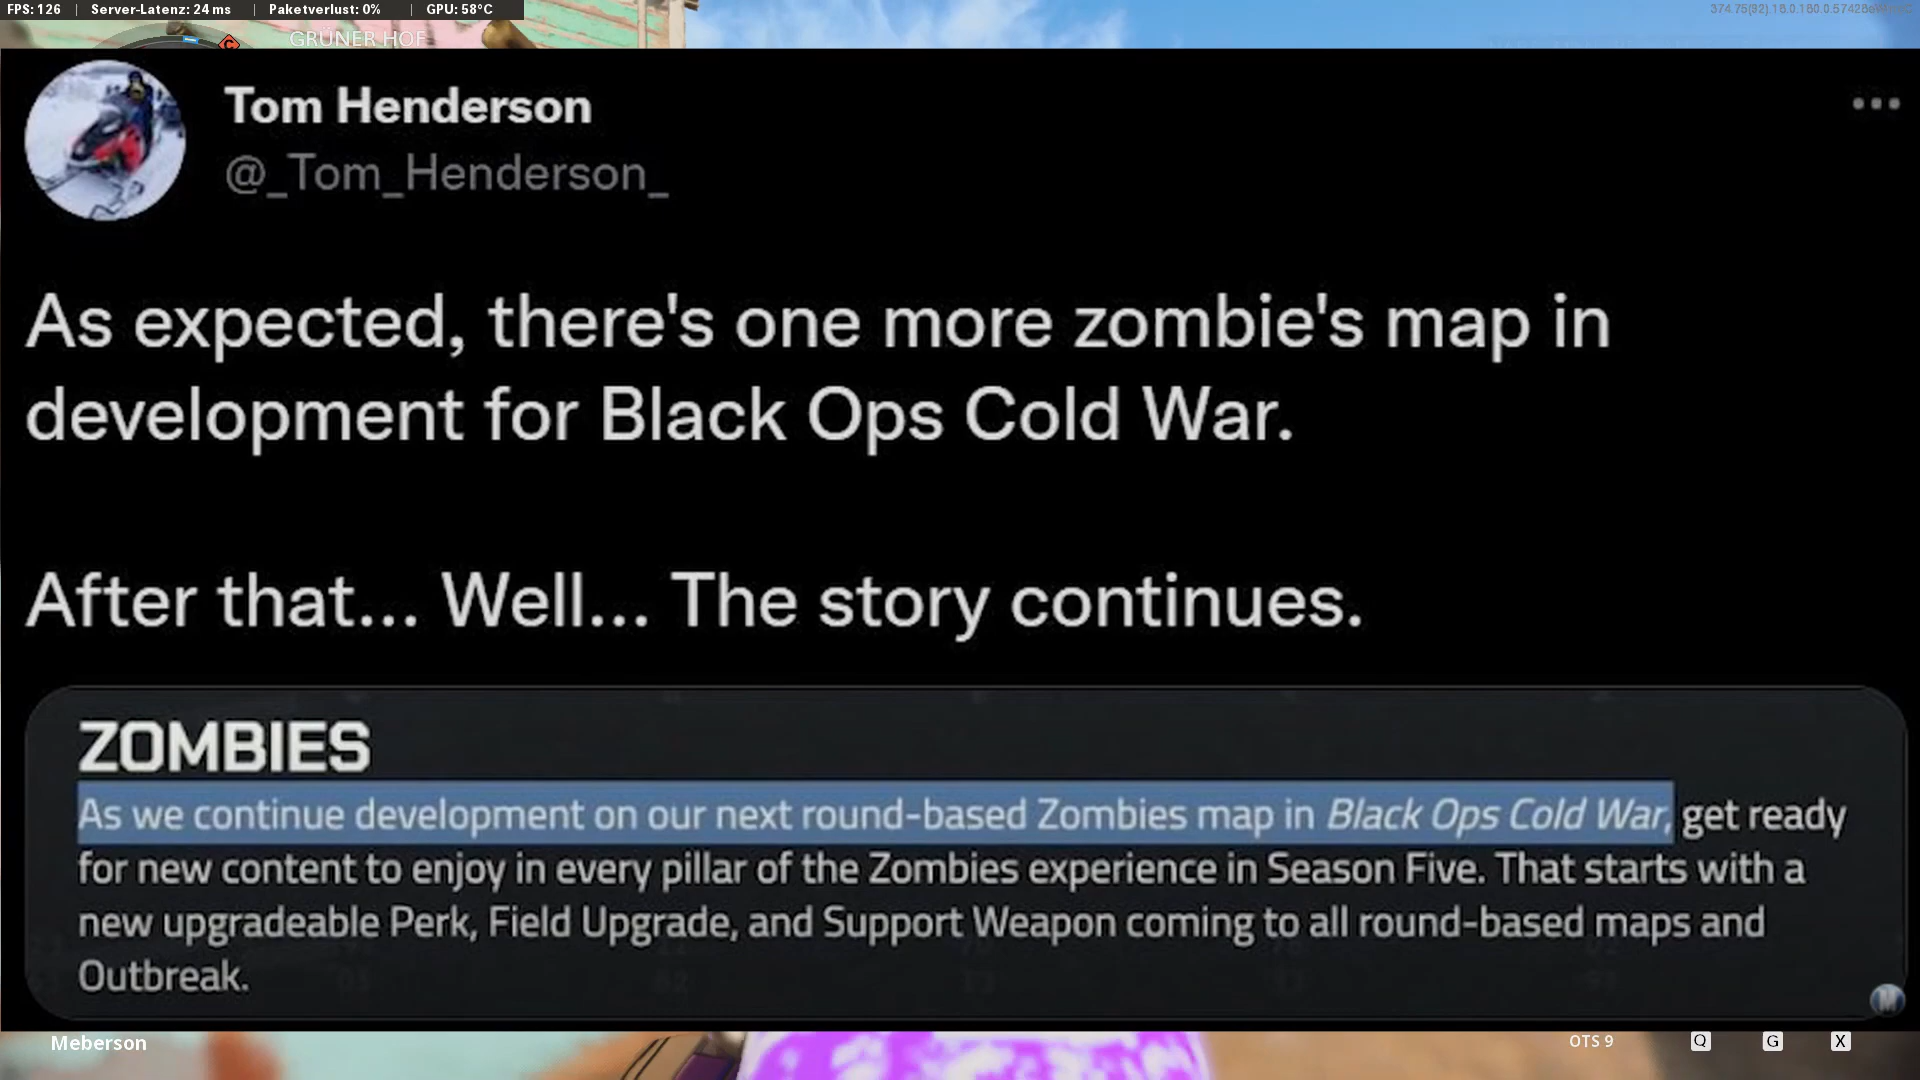 FPS: 126 | Server-Latenz: 24 ms | Paketverlust: 0% | GPU: 58°C
C
GRÜNER HOF
Tom Henderson
@_Tom_Henderson_
As expected, there's one more zombie's map in
development for Black Ops Cold War.
After that... Well... The story continues.
ZOMBIES
As we continue development on our next round-based Zombies map in Black Ops Cold War, get ready
for new content to enjoy in every pillar of the Zombies experience in Season Five. That starts with a
new upgradeable Perk, Field Upgrade, and Support Weapon coming to all round-based maps and
Outbreak.
M
Meberson
OTS 9
Q
G
X